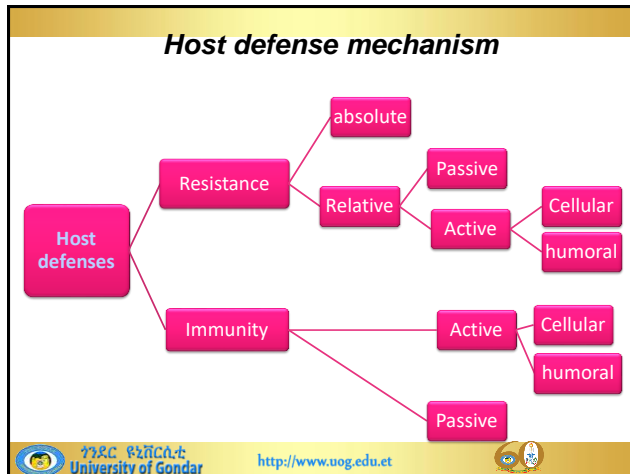 Host defense mechanism
absolute
Resistance
Passive
Relative
Cellular
Active
humoral
Host
defenses
Immunity
Active
Cellular
humoral
Passive
ጎንደር ዩኒቨርሲቲ
University of Gondar
http://www.uog.edu.et